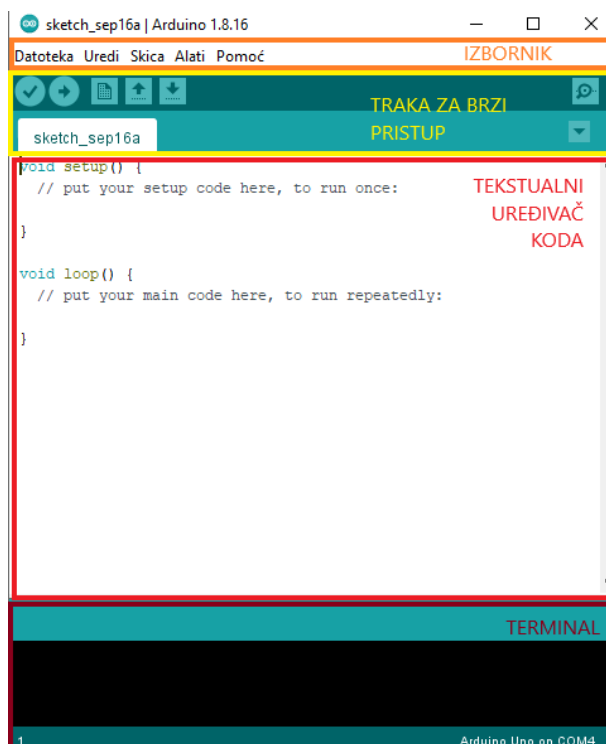 sketch_sep16a | Arduino 1.8.16
Datoteka Uredi Skica Alati Pomoć
IZBORNIK
TRAKA ZA BRZI
PRISTUP
sketch_sep16a
void setup() {
// put your setup code here, to run once:
}
void loop() {
// put your main code here, to run repeatedly:
}
TEKSTUALNI
UREĐIVAČ
KODA
TERMINAL
1
Arduino Uno on COM4